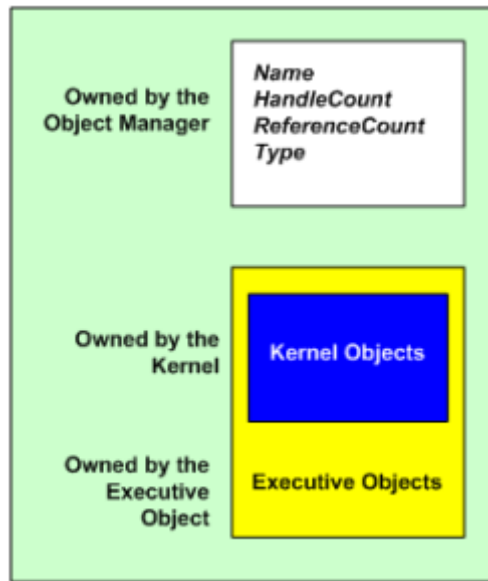 Owned by the
Object Manager
Name
HandleCount
ReferenceCount
Type
Owned by the
Kernel
Kernel Objects
Owned by the
Executive
Object
Executive Objects